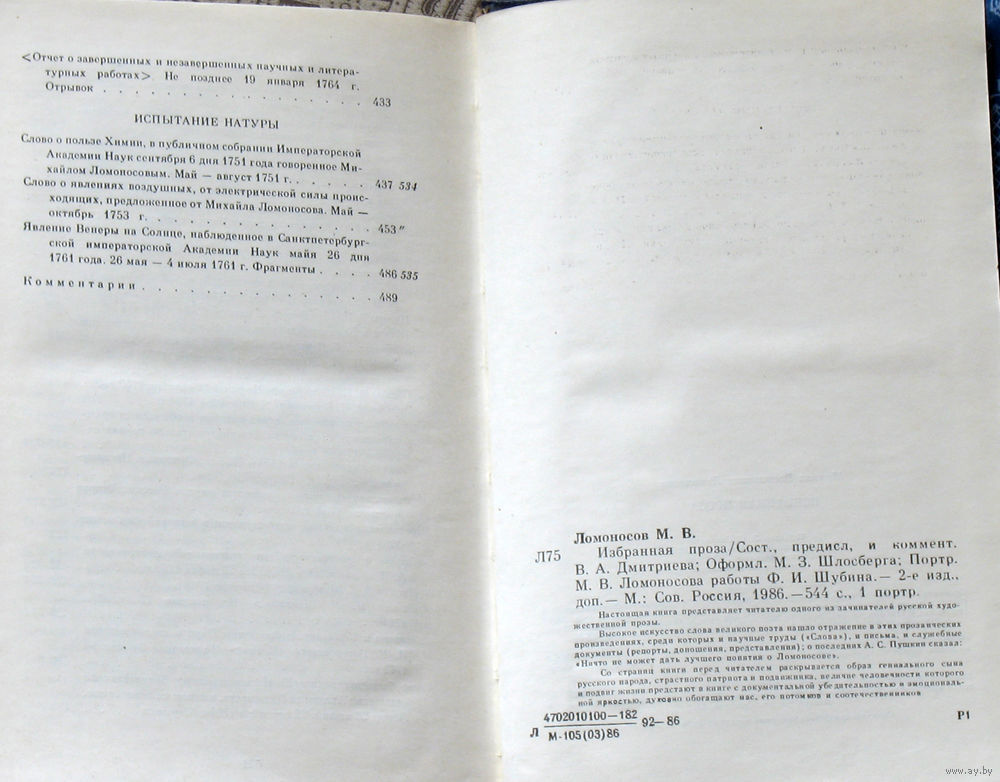 <Отчет о завершенных и незавершенных научных и литера-
турных работах>. Не позднее 19 января 1764 г.
Отрывок . . . . . . . . . . . . . . . . . 433
ИСПЫТАНИЕ НАТУРЫ
Слово о пользе Химии, в публичном собрании Императорской
Академии Наук сентября 6 дня 1751 года говоренное Ми-
хайлом Ломоносовым. Май — август 1751 г. . . . . . 437 534
Слово о явлениях воздушных, от электрической силы проис-
ходящих, предложенное от Михайла Ломоносова. Май —
октябрь 1753 г. . . . . . . . . . . . . . . 453 "
Явление Венеры на Солнце, наблюденное в Санктпетербург-
ской императорской Академии Наук майя 26 дня
1761 года. 26 мая — 4 июля 1761 г. Фрагменты . . . . 486 535
Комментарии . . . . . . . . . . . . . . . 489
Ломоносов М. В.
Л75 Избранная проза/Сост., предисл, и коммент.
В. А. Дмитриева; Оформл. М. З. Шлосберга; Портр.
М. В. Ломоносова работы Ф. И. Шубина.— 2-е изд.,
доп.— М.: Сов. Россия, 1986.—544 с., 1 портр.
Настоящая книга представляет читателю одного из зачинателей русской худо-
жественной прозы.
Высокое искусство слова великого поэта нашло отражение в этих прозаических
произведениях, среди которых и научные труды («Слова»), и письма, и служебные
документы (репорты, доношения, представления); о последних А. С. Пушкин сказал:
«Ничто не может дать лучшего понятия о Ломоносове».
Со страниц книги перед читателем раскрывается образ гениального сына
русского народа, страстного патриота и подвижника, величие человечности которого
и подвиг жизни предстают в книге с документальной убедительностью и эмоциональ-
ной яркостью, духовно обогащают нас, его потомков и соотечественников
Л 4702010100—182
М-105(03)86 92—86
Р1
www.ay.by